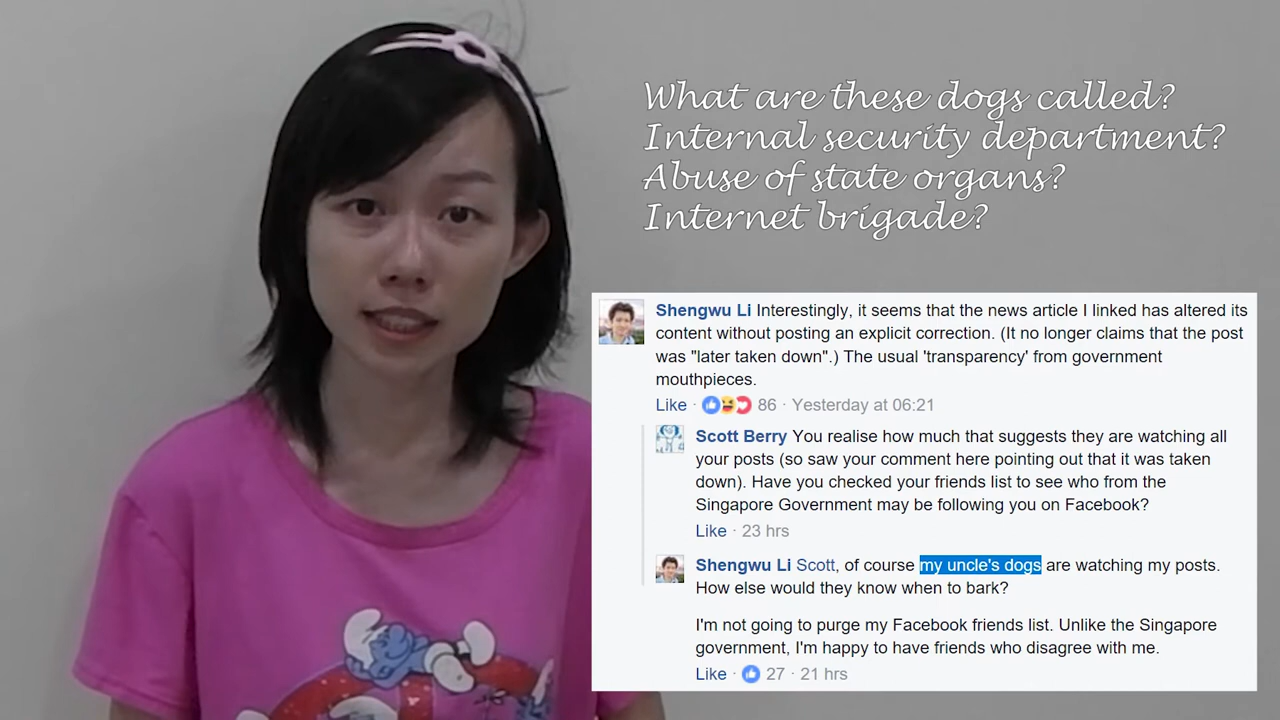 What are these dogs called?
Internal security department?
Abuse of state organs?
Internet brigade?
Shengwu Li Interestingly, it seems that the news article I linked has altered its
content without posting an explicit correction. (It no longer claims that the post
was "later taken down".) The usual 'transparency' from government
mouthpieces.
Like · 86 · Yesterday at 06:21
Scott Berry You realise how much that suggests they are watching all
your posts (so saw your comment here pointing out that it was taken
down). Have you checked your friends list to see who from the
Singapore Government may be following you on Facebook?
Like · 23 hrs
Shengwu Li Scott, of course my uncle's dogs are watching my posts.
How else would they know when to bark?
I'm not going to purge my Facebook friends list. Unlike the Singapore
government, I'm happy to have friends who disagree with me.
Like · 27 · 21 hrs